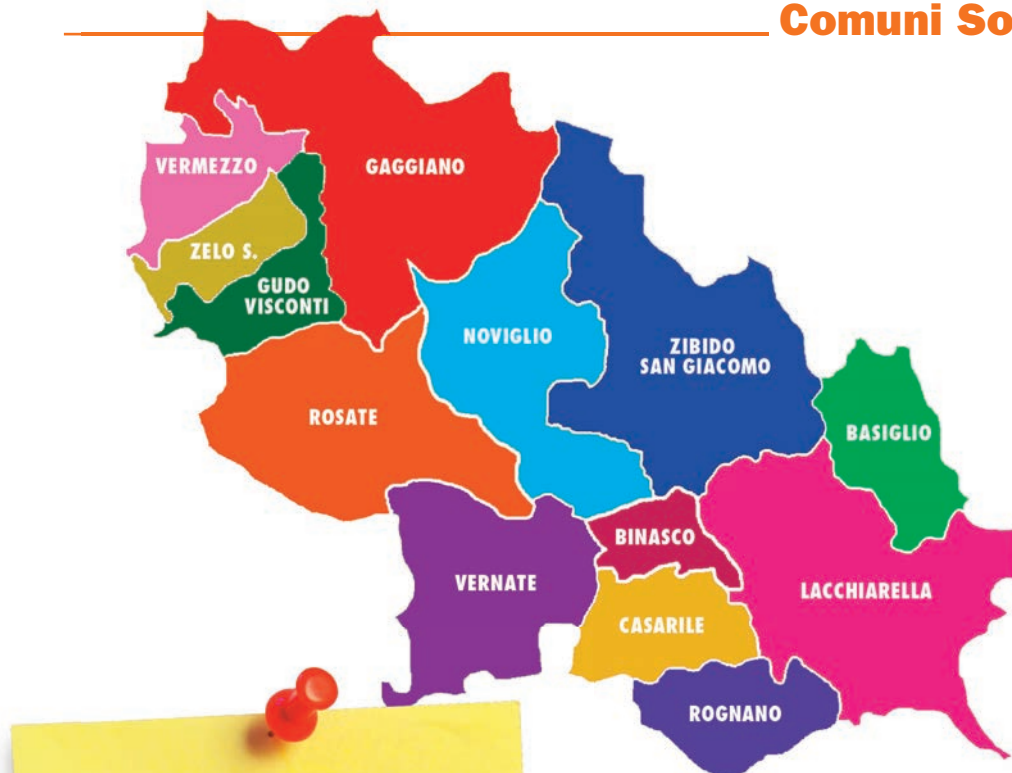 Comuni So
VERMEZZO
GAGGIANO
ZELO S.
GUDO
VISCONTI
NOVIGLIO
ZIBIDO
SAN GIACOMO
ROSATE
BASIGLIO
BINASCO
VERNATE
LACCHIARELLA
CASARILE
ROGNANO